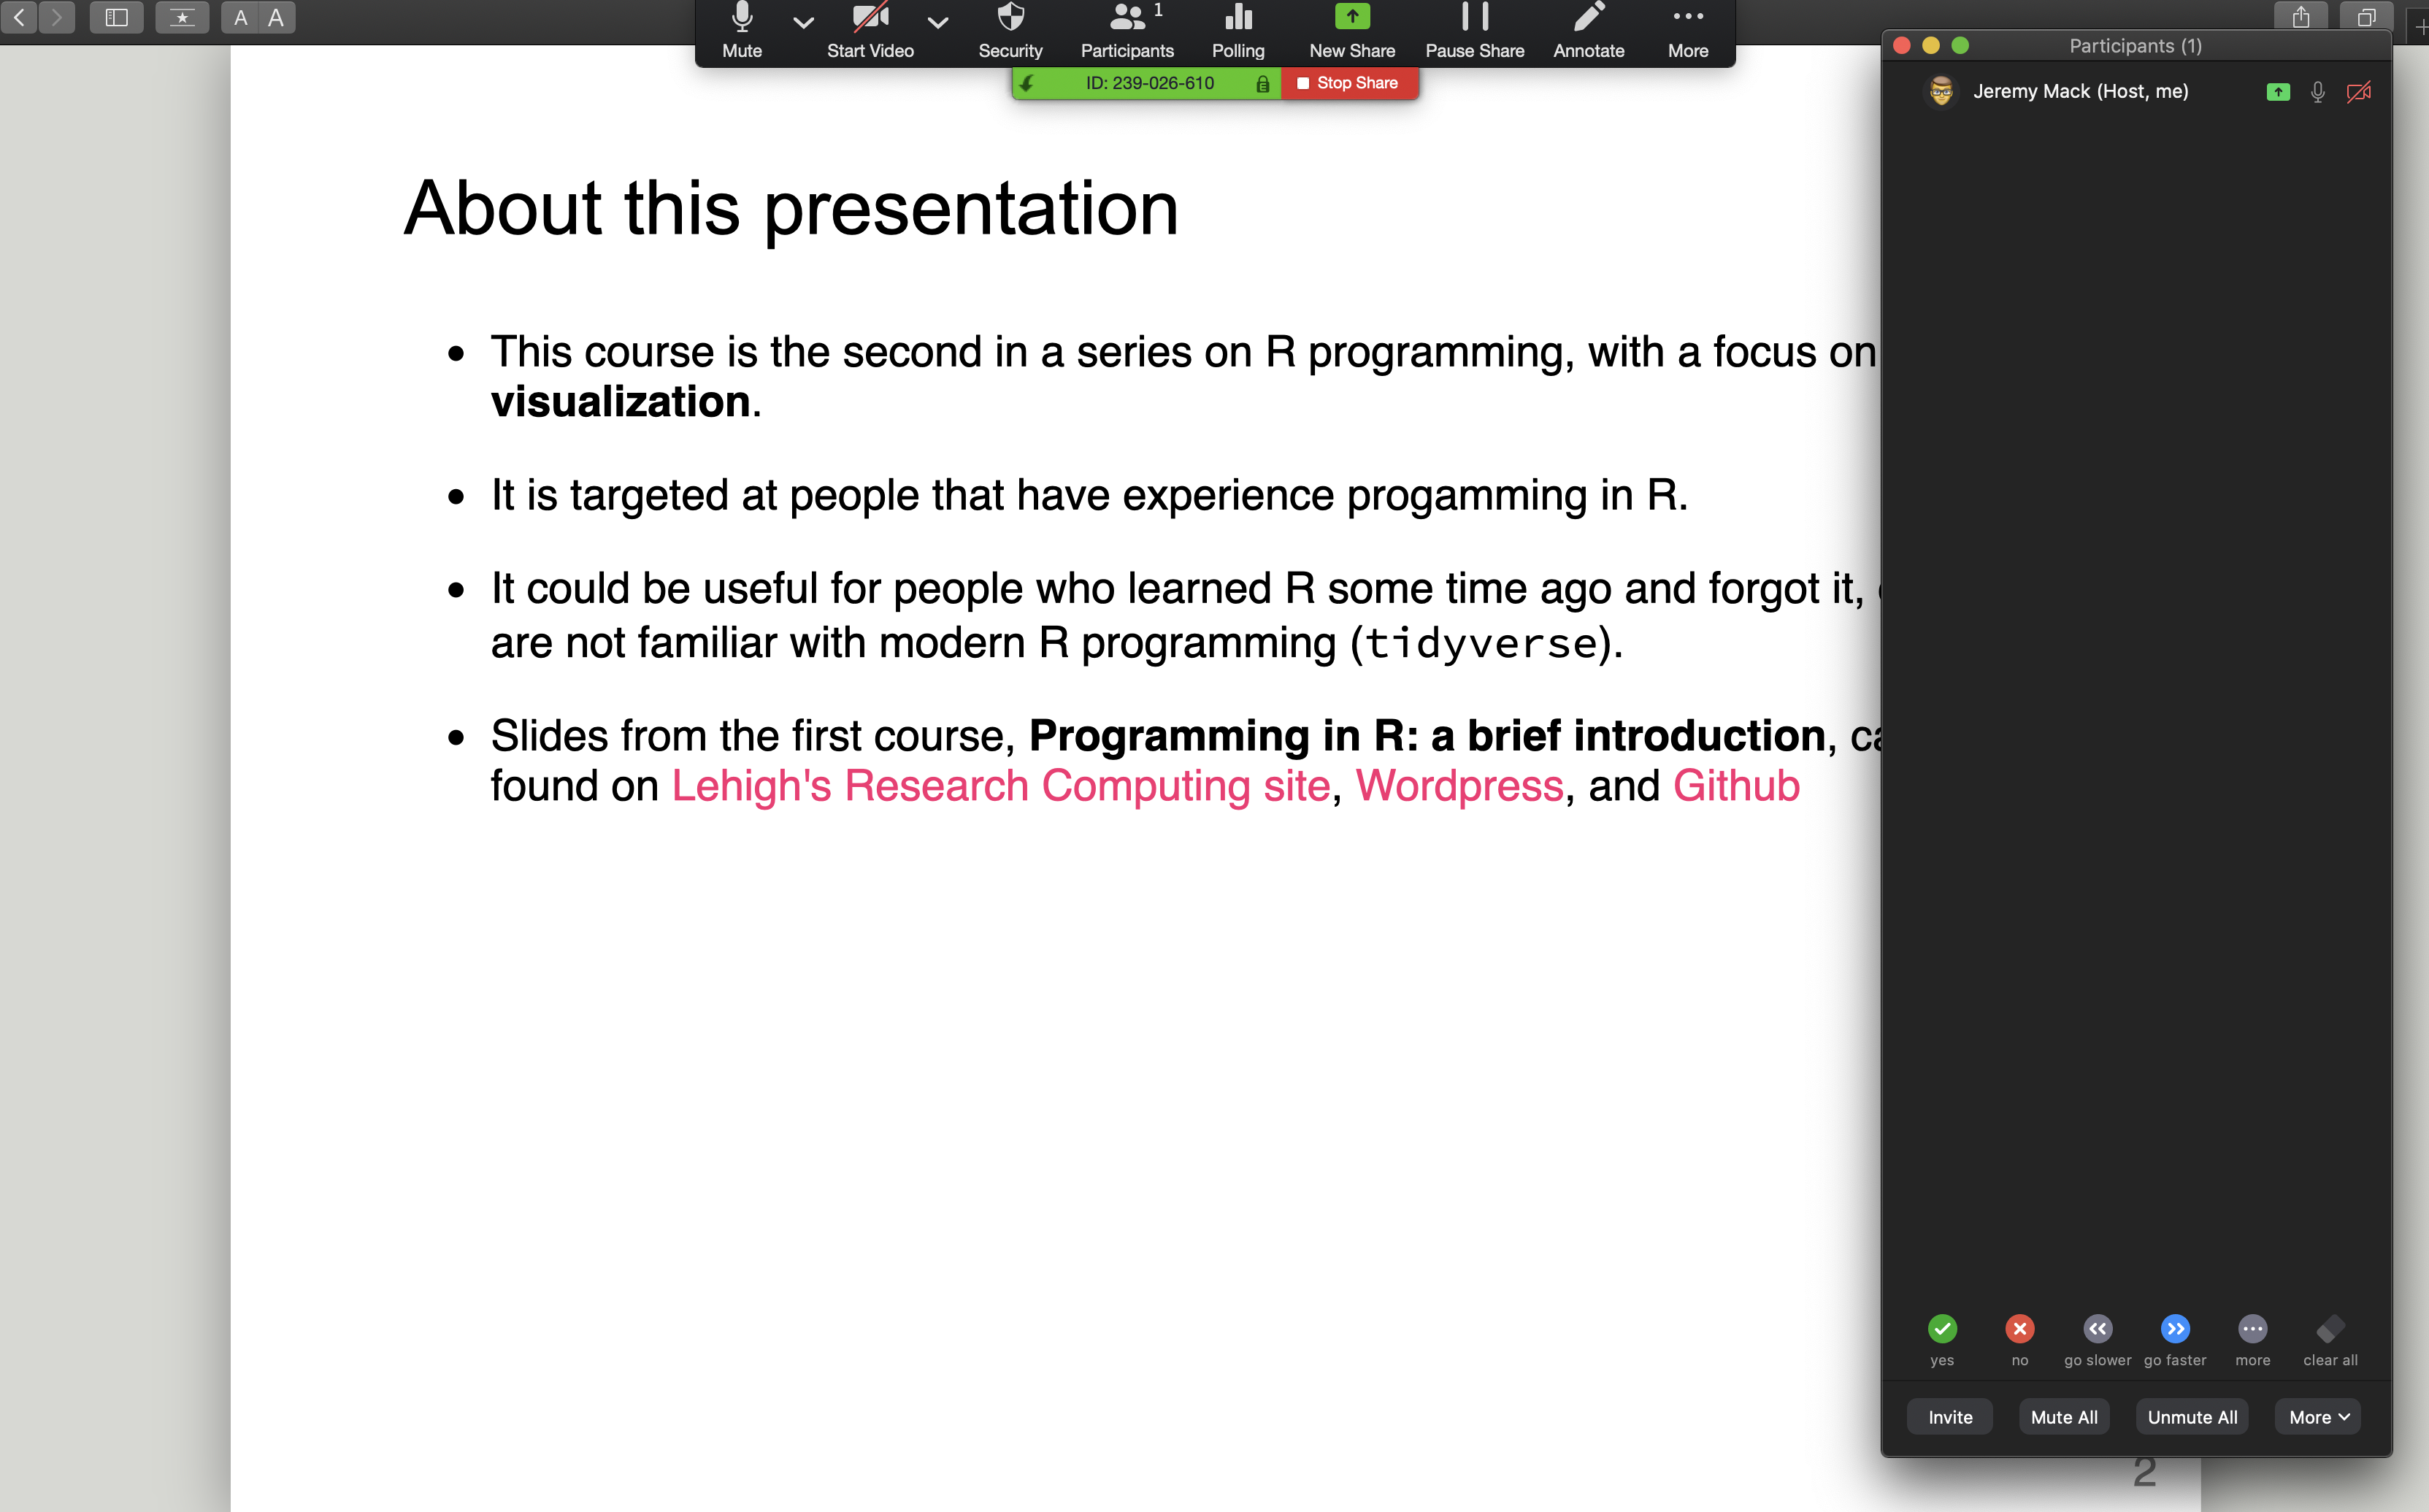 A A
Mute
Start Video
Security
1
Participants
Polling
New Share
Pause Share
Annotate
More
ID: 239-026-610
Stop Share
About this presentation
This course is the second in a series on R programming, with a focus on
visualization.
It is targeted at people that have experience progamming in R.
It could be useful for people who learned R some time ago and forgot it,
are not familiar with modern R programming (tidyverse).
Slides from the first course, Programming in R: a brief introduction,
found on Lehigh's Research Computing site, Wordpress, and Github
2
Participants (1)
Jeremy Mack (Host, me)
yes
no
go slower
go faster
more
clear all
Invite
Mute All
Unmute All
More